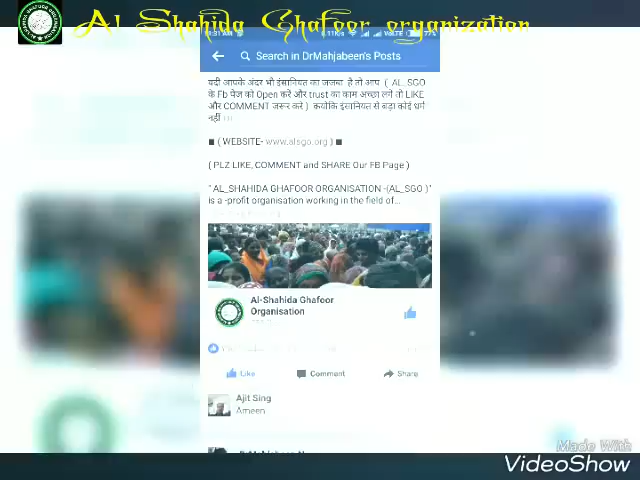 Al Shahida Ghafoor organization
Search in DrMahjabeen's Posts
यदी आपके अंदर भी इंसानियत का जजबा है तो आप ( AL_SGO
के Fb पेज को Open करे और trust का काम अच्छा लगे तो LIKE
और COMMENT जरूर करे ) क्योकि इंसानियत से बड़ा कोई धर्म
नहीं !!!
■ ( WEBSITE- www.alsgo.org ) ■
( PLZ LIKE, COMMENT and SHARE Our FB Page )
" AL_SHAHIDA GHAFOOR ORGANISATION -(AL_SGO )"
is a -profit organisation working in the field of...
Al-Shahida Ghafoor
Organisation
Like Comment Share
Ajit Sing
Ameen
Made With
VideoShow